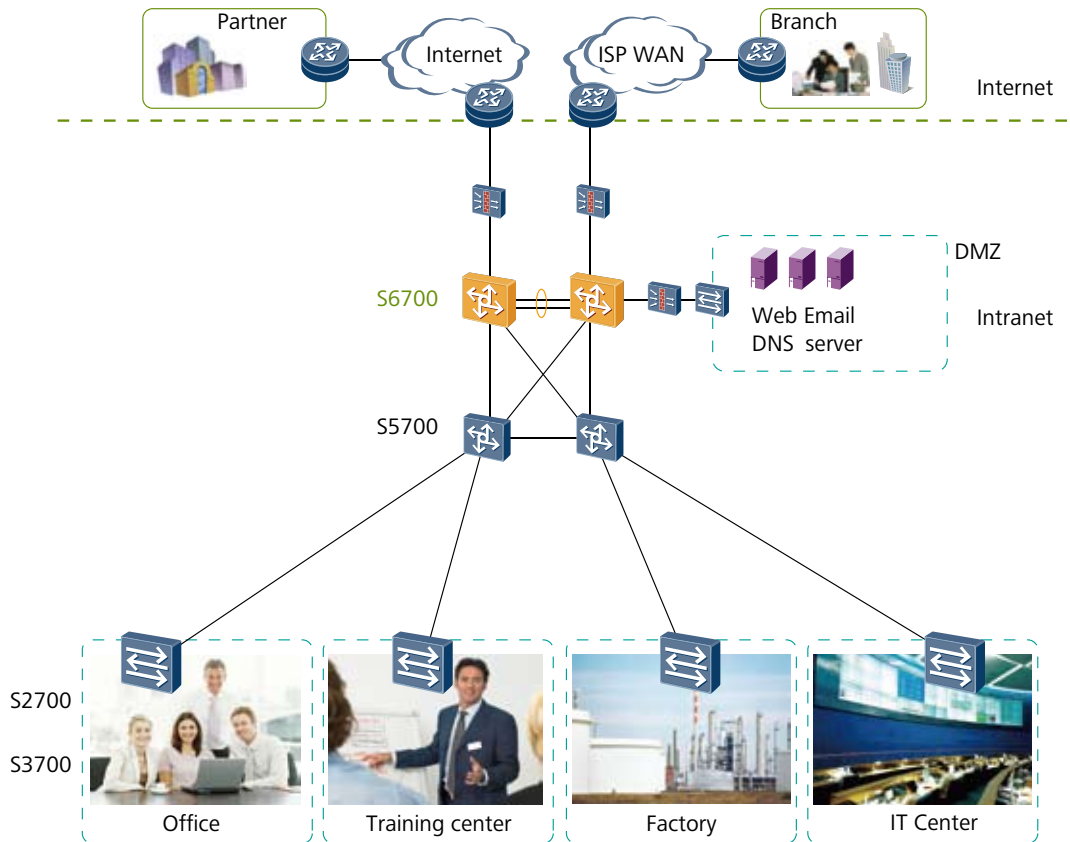 Partner
Internet
ISP WAN
Branch
Internet
DMZ
S6700
Web Email
DNS server
Intranet
S5700
S2700
S3700
Office
Training center
Factory
IT Center